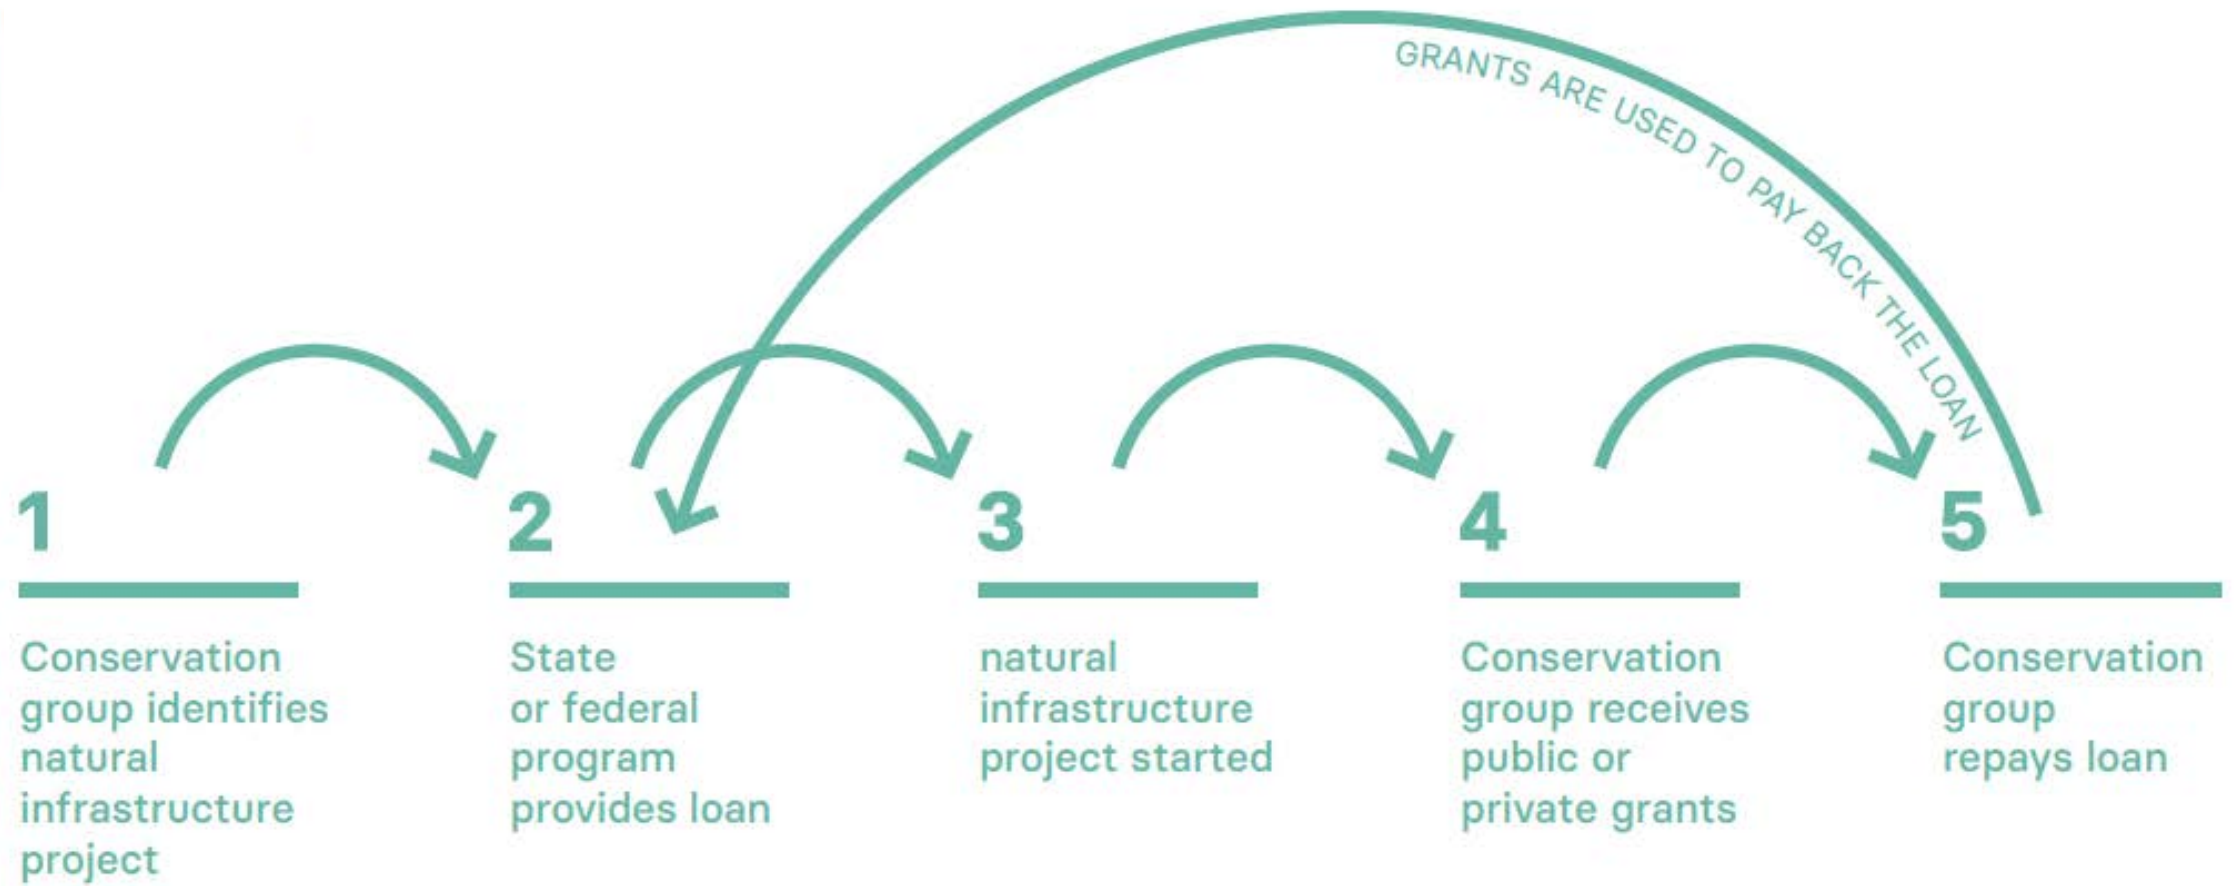 GRANTS ARE USED TO PAY BACK THE LOAN
1
Conservation
group identifies
natural
infrastructure
project
2
State
or federal
program
provides loan
3
natural
infrastructure
project started
4
Conservation
group receives
public or
private grants
5
Conservation
group
repays loan